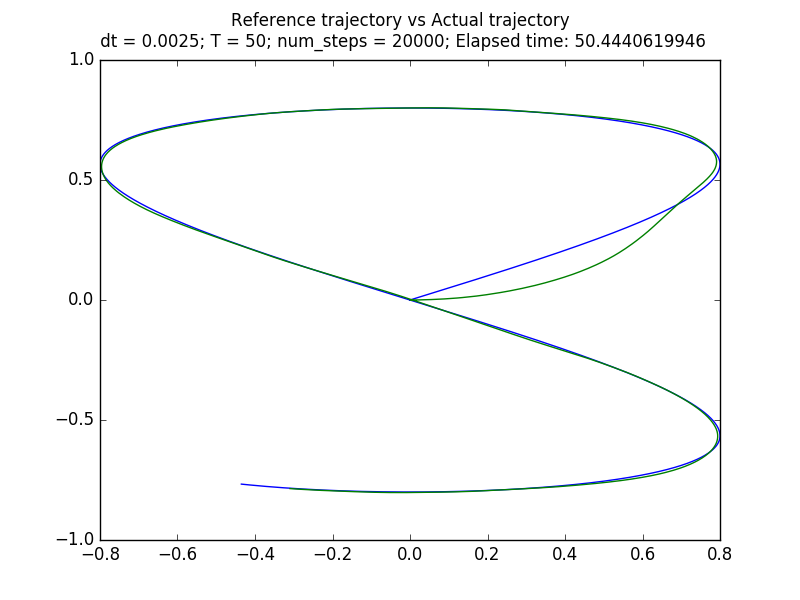 Reference trajectory vs Actual trajectory
dt = 0.0025; T = 50; num_steps = 20000; Elapsed time: 50.4440619946
1.0
0.5
0.0
−0.5
−1.0
−0.8 −0.6 −0.4 −0.2 0.0 0.2 0.4 0.6 0.8